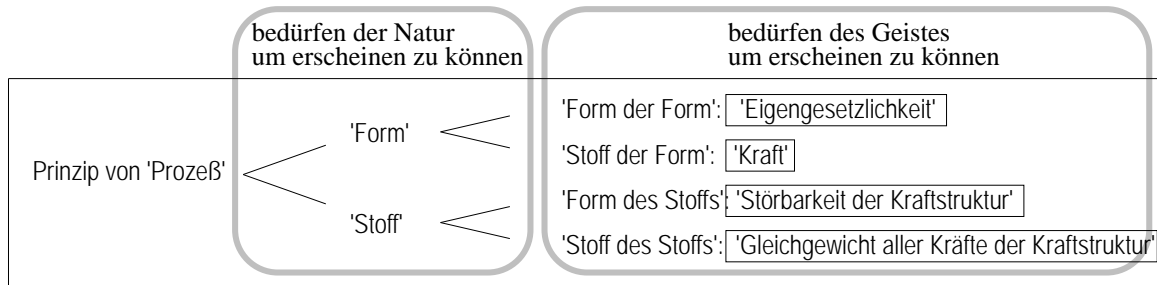 bedürfen der Natur
um erscheinen zu können
bedürfen des Geistes
um erscheinen zu können
'Form der Form': 'Eigengesetzlichkeit'
'Form'
'Stoff der Form': 'Kraft'
Prinzip von 'Prozeß'
'Form des Stoffs': 'Störbarkeit der Kraftstruktur'
'Stoff'
'Stoff des Stoffs': 'Gleichgewicht aller Kräfte der Kraftstruktur'